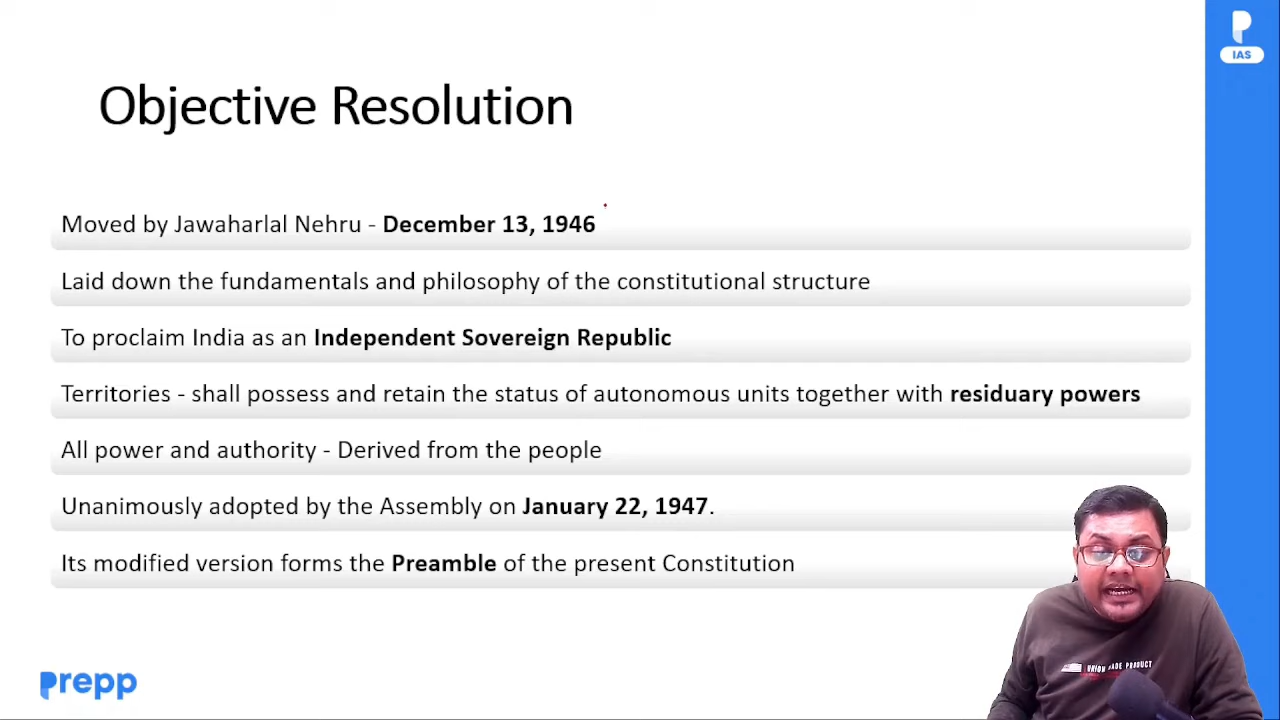 P
IAS
Objective Resolution
Moved by Jawaharlal Nehru - December 13, 1946
Laid down the fundamentals and philosophy of the constitutional structure
To proclaim India as an Independent Sovereign Republic
Territories - shall possess and retain the status of autonomous units together with residuary powers
All power and authority - Derived from the people
Unanimously adopted by the Assembly on January 22, 1947.
Its modified version forms the Preamble of the present Constitution
UNION MADE PRODUCT
prepp